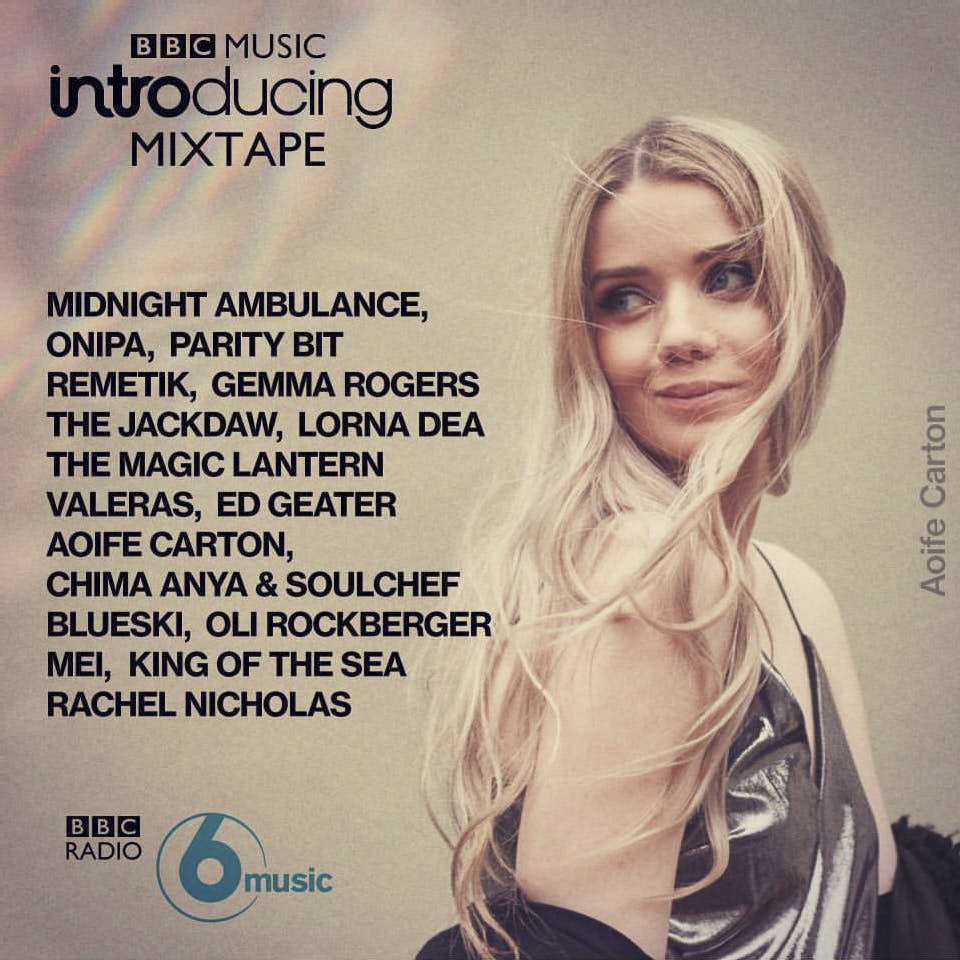 BBC MUSIC
introducing
MIXTAPE
MIDNIGHT AMBULANCE,
ONIPA, PARITY BIT
REMETIK, GEMMA ROGERS
THE JACKDAW, LORNA DEA
THE MAGIC LANTERN
VALERAS, ED GEATER
AOIFE CARTON,
CHIMA ANYA & SOULCHEF
BLUESKI, OLI ROCKBERGER
MEI, KING OF THE SEA
RACHEL NICHOLAS
Aoife Carton
BBC
RADIO
6 music